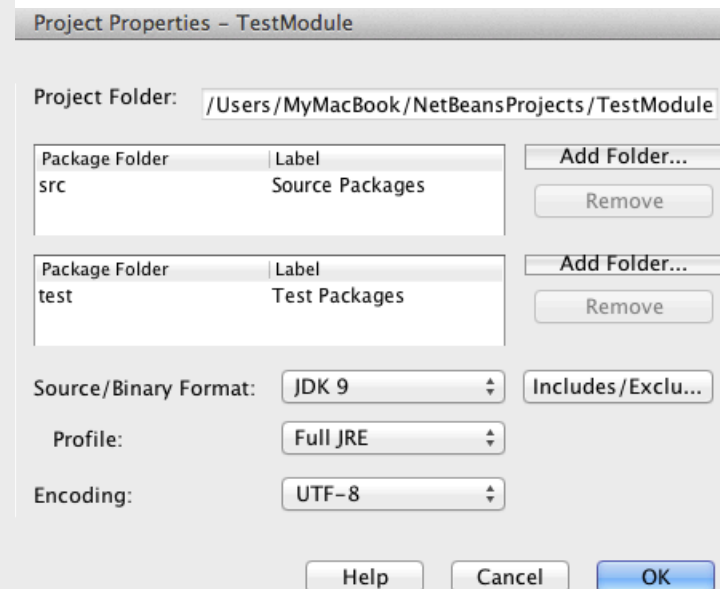 Project Properties – TestModule
Project Folder: /Users/MyMacBook/NetBeansProjects/TestModule
Package Folder Label Add Folder...
src Source Packages
Remove
Package Folder Label Add Folder...
test Test Packages
Remove
Source/Binary Format: JDK 9 Includes/Exclu...
Profile: Full JRE
Encoding: UTF-8
Help Cancel OK